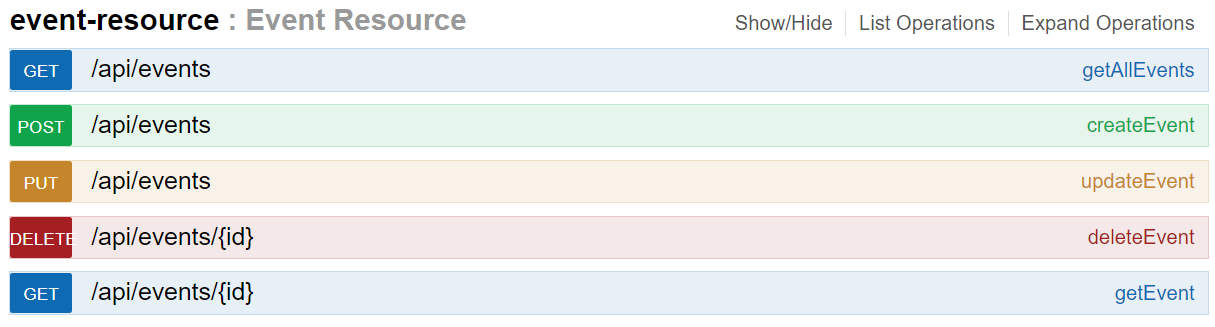 event-resource : Event Resource Show/Hide List Operations Expand Operations
GET /api/events getAllEvents
POST /api/events createEvent
PUT /api/events updateEvent
DELETE /api/events/{id} deleteEvent
GET /api/events/{id} getEvent